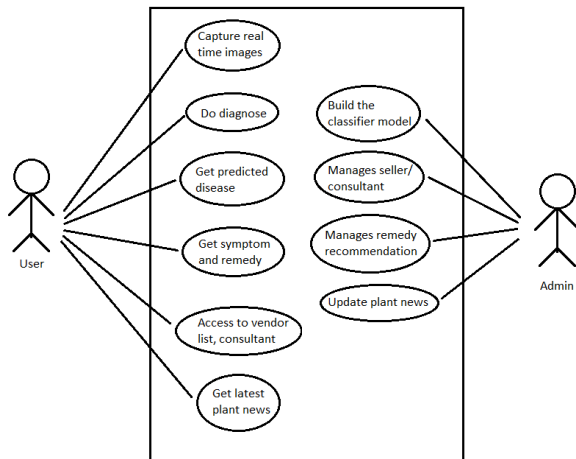 Capture real
time images
Do diagnose
Get predicted
disease
Get symptom
and remedy
Access to vendor
list, consultant
Get latest
plant news
Build the
classifier model
Manages seller/
consultant
Manages remedy
recommendation
Update plant news
User
Admin